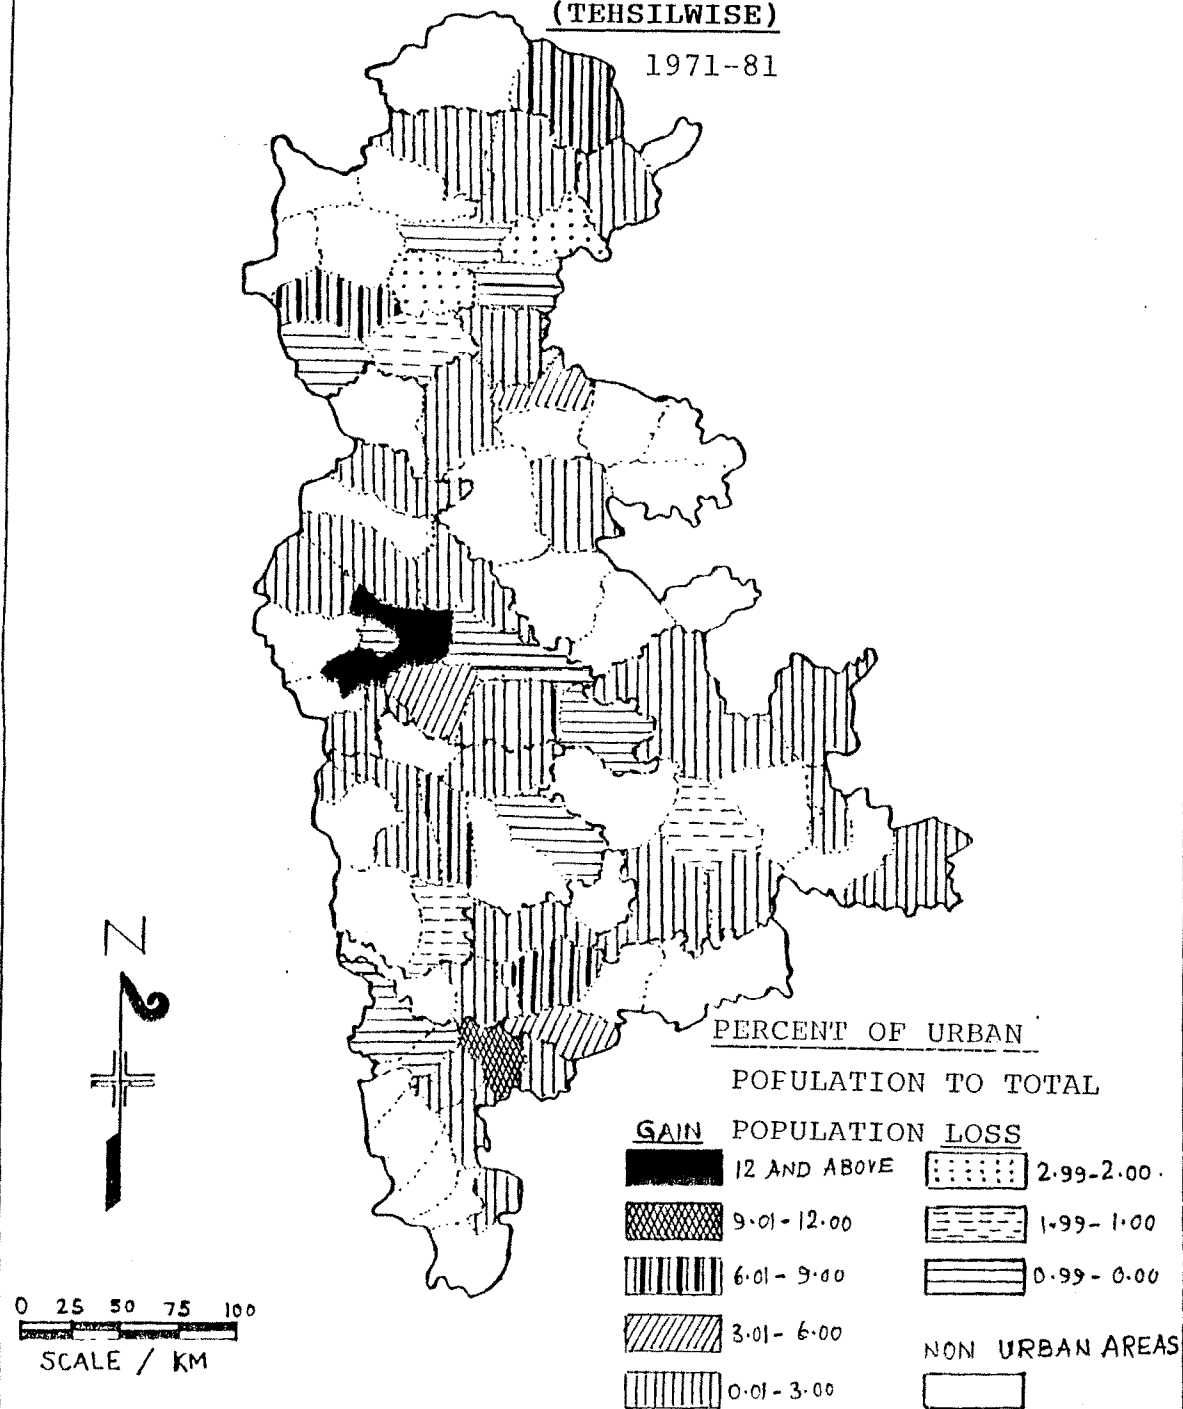 (TEHSILWISE)
1971-81
N
PERCENT OF URBAN
POFULATION TO TOTAL
GAIN POPULATION LOSS
12 AND ABOVE
2.99-2.00.
9.01-12.00
1.99-1.00
6.01-9.00
0.99-0.00
3.01-6.00
NON URBAN AREAS
0.01-3.00
0 25 50 75 100
SCALE / KM